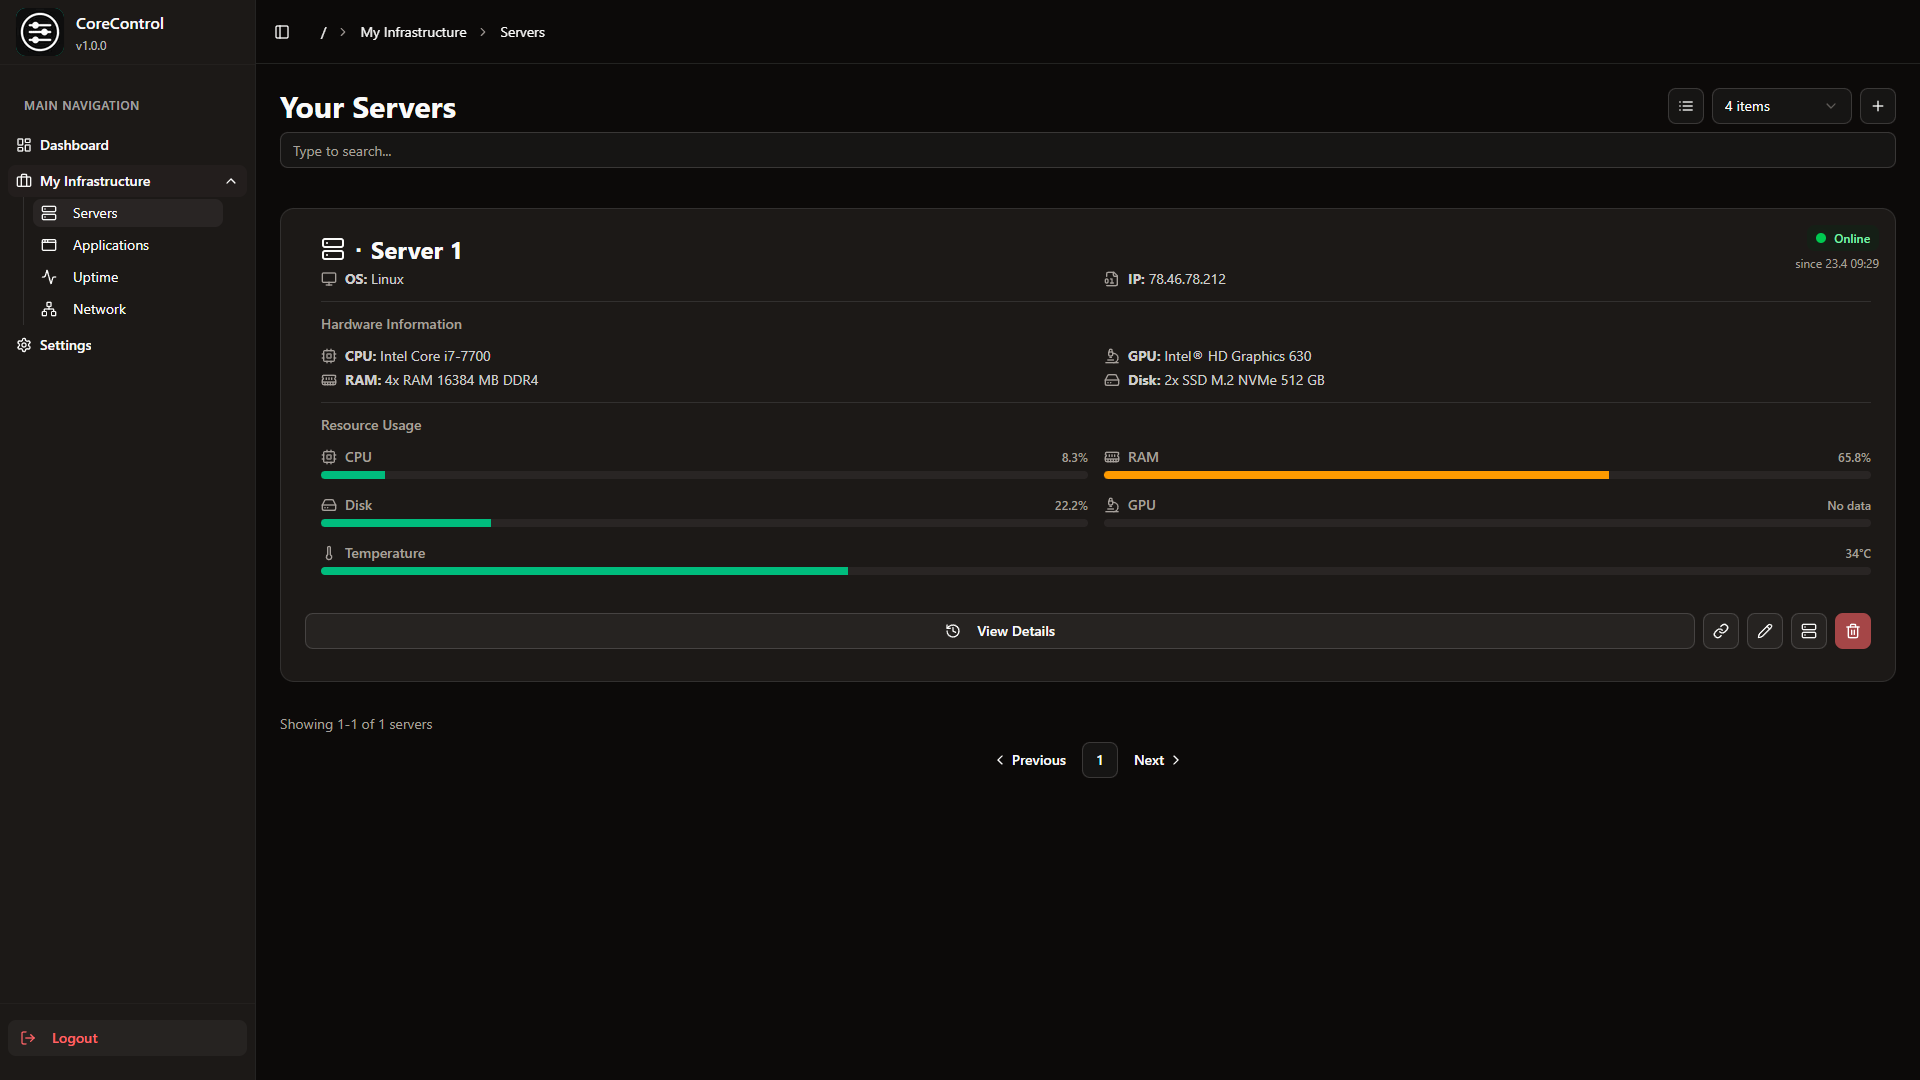 CoreControl
v1.0.0
/ My Infrastructure Servers
MAIN NAVIGATION
Dashboard
My Infrastructure
Servers
Applications
Uptime
Network
Settings
Logout
Your Servers
4 items
Type to search...
· Server 1
Online
since 23.4 09:29
OS: Linux
IP: 78.46.78.212
Hardware Information
CPU: Intel Core i7-7700
GPU: Intel® HD Graphics 630
RAM: 4x RAM 16384 MB DDR4
Disk: 2x SSD M.2 NVMe 512 GB
Resource Usage
CPU 8.3%
RAM 65.8%
Disk 22.2%
GPU No data
Temperature 34°C
View Details
Showing 1-1 of 1 servers
Previous 1 Next